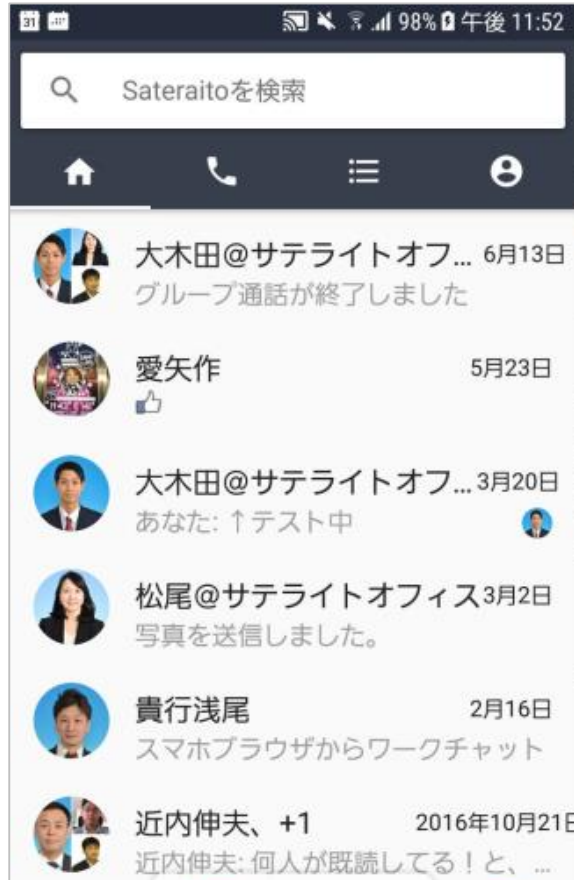 31
98% 午後 11:52
Sateraitoを検索
大木田@サテライトオフ... 6月13日
グループ通話が終了しました
愛矢作 5月23日
大木田@サテライトオフ... 3月20日
あなた: ↑テスト中
松尾@サテライトオフィス 3月2日
写真を送信しました。
貴行浅尾 2月16日
スマホブラウザからワークチャット
近内伸夫、+1 2016年10月21日
近内伸夫: 何人が既読してる！と、 ...